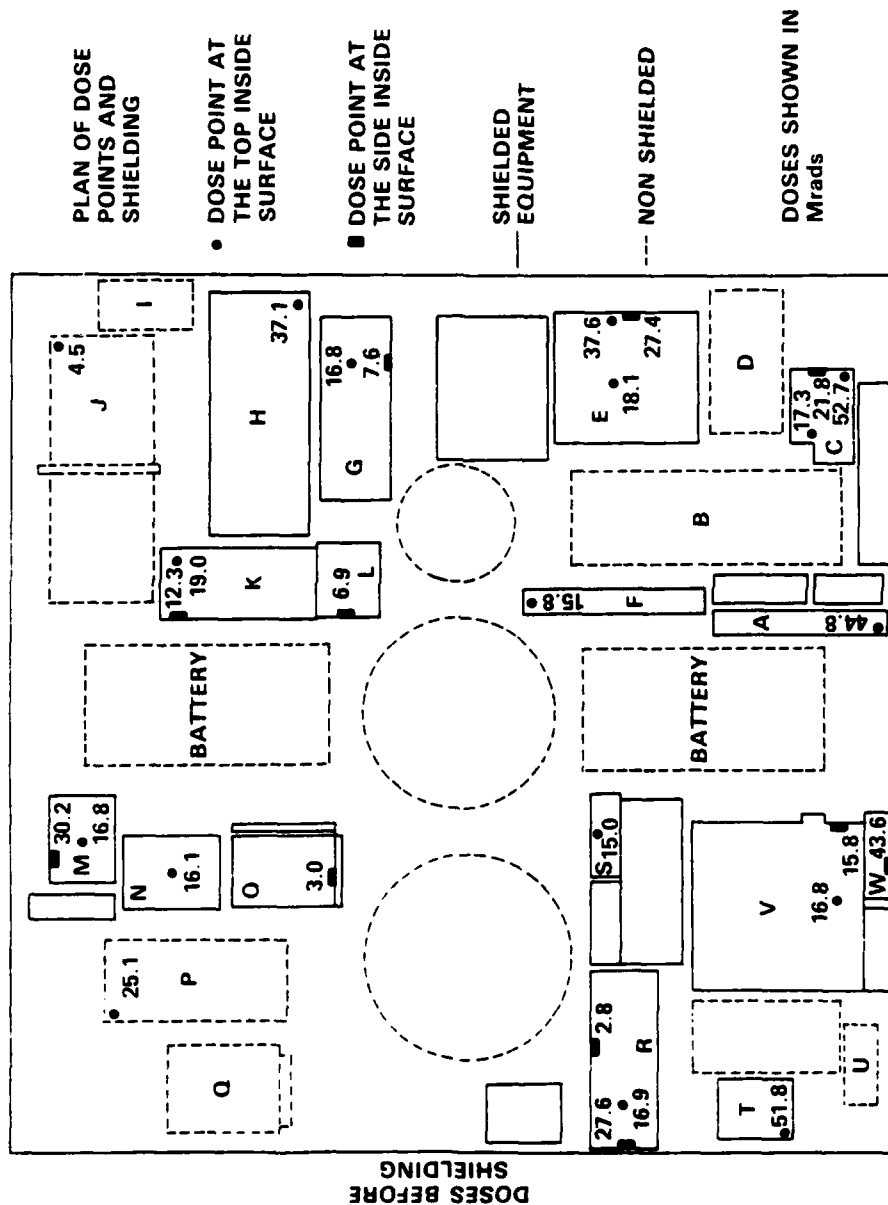 DOSES BEFORE
SHIELDING
PLAN OF DOSE
POINTS AND
SHIELDING
DOSE POINT AT
THE TOP INSIDE
SURFACE
DOSE POINT AT
THE SIDE INSIDE
SURFACE
SHIELDED
EQUIPMENT
NON SHIELDED
DOSES SHOWN IN
Mrads
I
J
4.5
H
37.1
G
16.8
7.6
K
12.3
19.0
L
6.9
E
37.6
18.1
27.4
D
C
17.3
21.8
52.7
B
F
15.8
A
44.8
BATTERY
BATTERY
M
30.2
16.8
N
16.1
O
3.0
P
25.1
Q
S
15.0
V
15.8
16.8
W
43.6
R
2.8
27.6
16.9
T
51.8
U